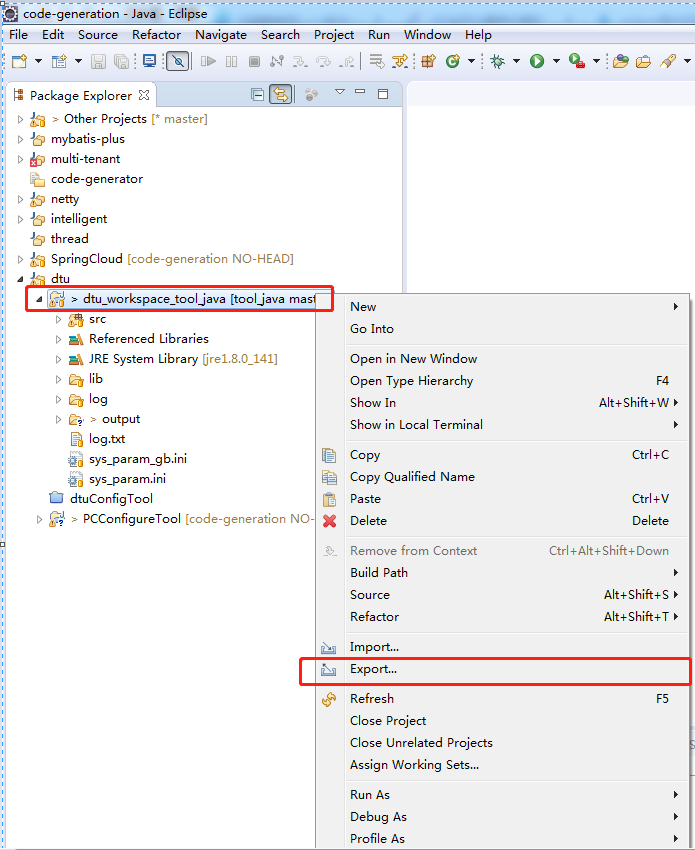 code-generation - Java - Eclipse
File Edit Source Refactor Navigate Search Project Run Window Help
Package Explorer
> Other Projects [* master]
mybatis-plus
multi-tenant
code-generator
netty
intelligent
thread
SpringCloud [code-generation NO-HEAD]
dtu
> dtu_workspace_tool_java [tool_java mast
src
Referenced Libraries
JRE System Library [jre1.8.0_141]
lib
log
> output
log.txt
sys_param_gb.ini
sys_param.ini
dtuConfigTool
> PCConfigureTool [code-generation NO-
New
Go Into
Open in New Window
Open Type Hierarchy F4
Show In Alt+Shift+W
Show in Local Terminal
Copy Ctrl+C
Copy Qualified Name
Paste Ctrl+V
Delete Delete
Remove from Context Ctrl+Alt+Shift+Down
Build Path
Source Alt+Shift+S
Refactor Alt+Shift+T
Import...
Export...
Refresh F5
Close Project
Close Unrelated Projects
Assign Working Sets...
Run As
Debug As
Profile As